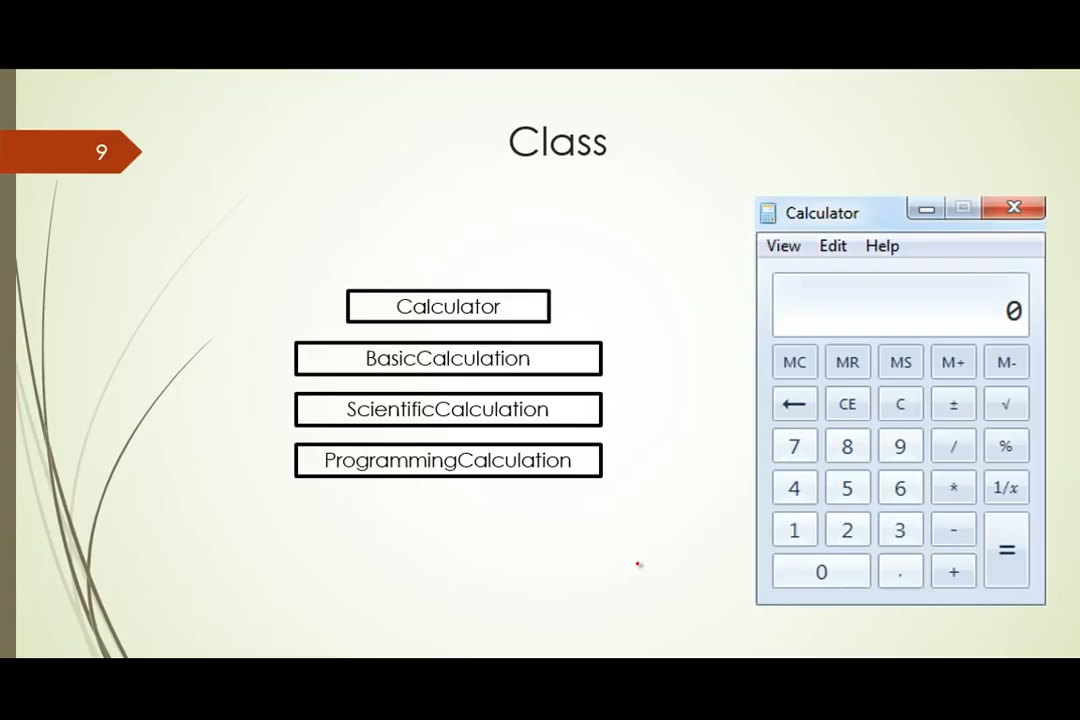 9
Class
Calculator
BasicCalculation
ScientificCalculation
ProgrammingCalculation
Calculator
View Edit Help
0
MC MR MS M+ M-
← CE C ± √
7 8 9 / %
4 5 6 * 1/x
1 2 3 - =
0 . +